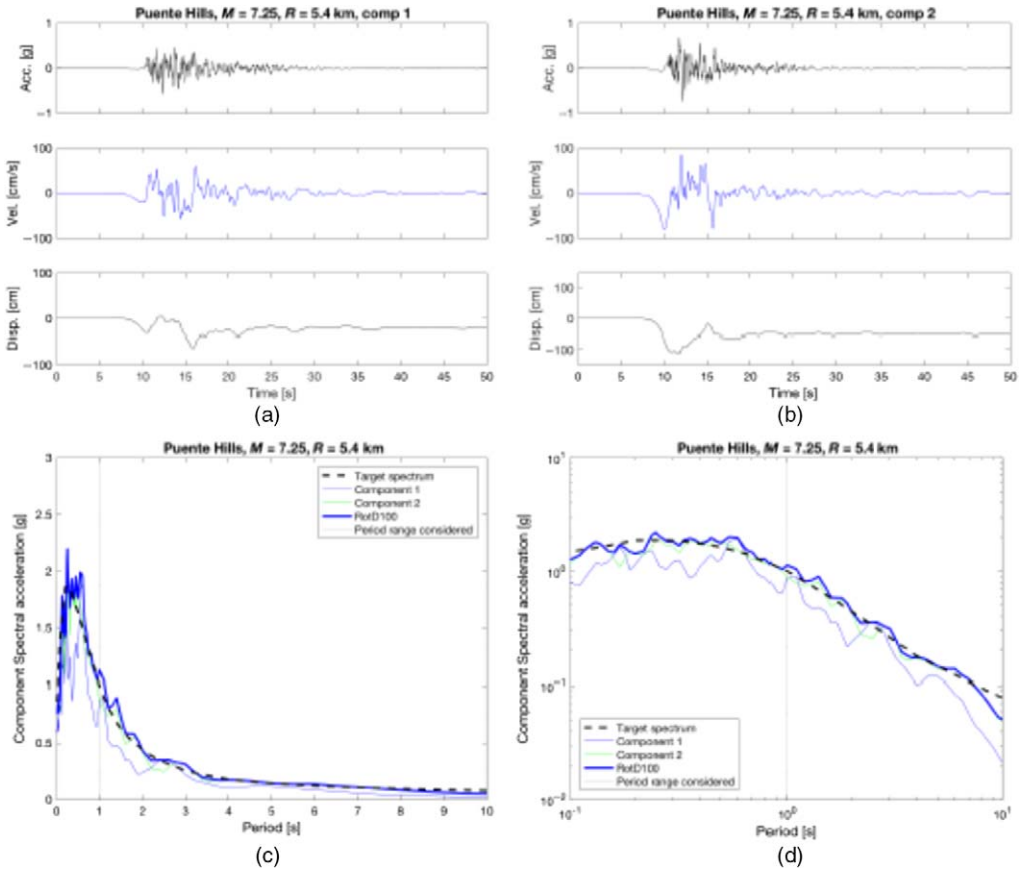 Puente Hills, M = 7.25, R = 5.4 km, comp 1
1
0
−1
Acc. [g]
100
0
−100
Vel. [cm/s]
100
0
−100
Disp. [cm]
0 5 10 15 20 25 30 35 40 45 50
Time [s]
(a)
Puente Hills, M = 7.25, R = 5.4 km, comp 2
1
0
−1
Acc. [g]
100
0
−100
Vel. [cm/s]
100
0
−100
Disp. [cm]
0 5 10 15 20 25 30 35 40 45 50
Time [s]
(b)
Puente Hills, M = 7.25, R = 5.4 km
3
2.5
2
1.5
1
0.5
0
Component Spectral acceleration [g]
Target spectrum
Component 1
Component 2
RotD100
Period range considered
0 1 2 3 4 5 6 7 8 9 10
Period [s]
(c)
Puente Hills, M = 7.25, R = 5.4 km
10¹
10⁰
10⁻¹
10⁻²
Component Spectral acceleration [g]
Target spectrum
Component 1
Component 2
RotD100
Period range considered
10⁻¹ 10⁰ 10¹
Period [s]
(d)